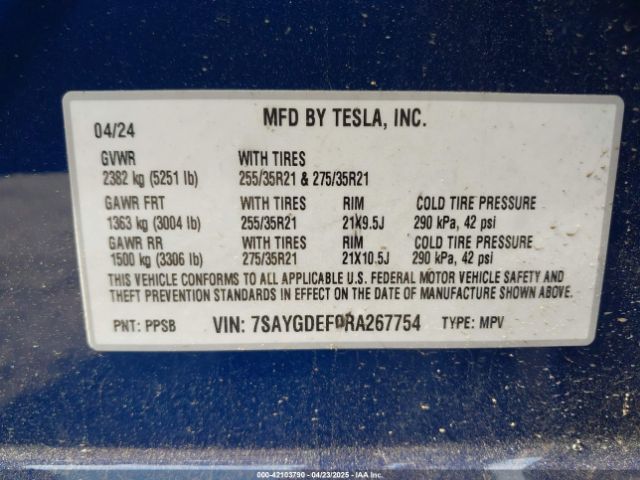 MFD BY TESLA, INC.
04/24
GVWR WITH TIRES
2382 kg (5251 lb) 255/35R21 & 275/35R21
GAWR FRT WITH TIRES RIM COLD TIRE PRESSURE
1363 kg (3004 lb) 255/35R21 21X9.5J 290 kPa, 42 psi
GAWR RR WITH TIRES RIM COLD TIRE PRESSURE
1500 kg (3306 lb) 275/35R21 21X10.5J 290 kPa, 42 psi
THIS VEHICLE CONFORMS TO ALL APPLICABLE U.S. FEDERAL MOTOR VEHICLE SAFETY AND
THEFT PREVENTION STANDARDS IN EFFECT ON THE DATE OF MANUFACTURE SHOWN ABOVE.
PNT: PPSB VIN: 7SAYGDEF0RA267754 TYPE: MPV
000-42103790 - 04/23/2025 - IAAI.COM